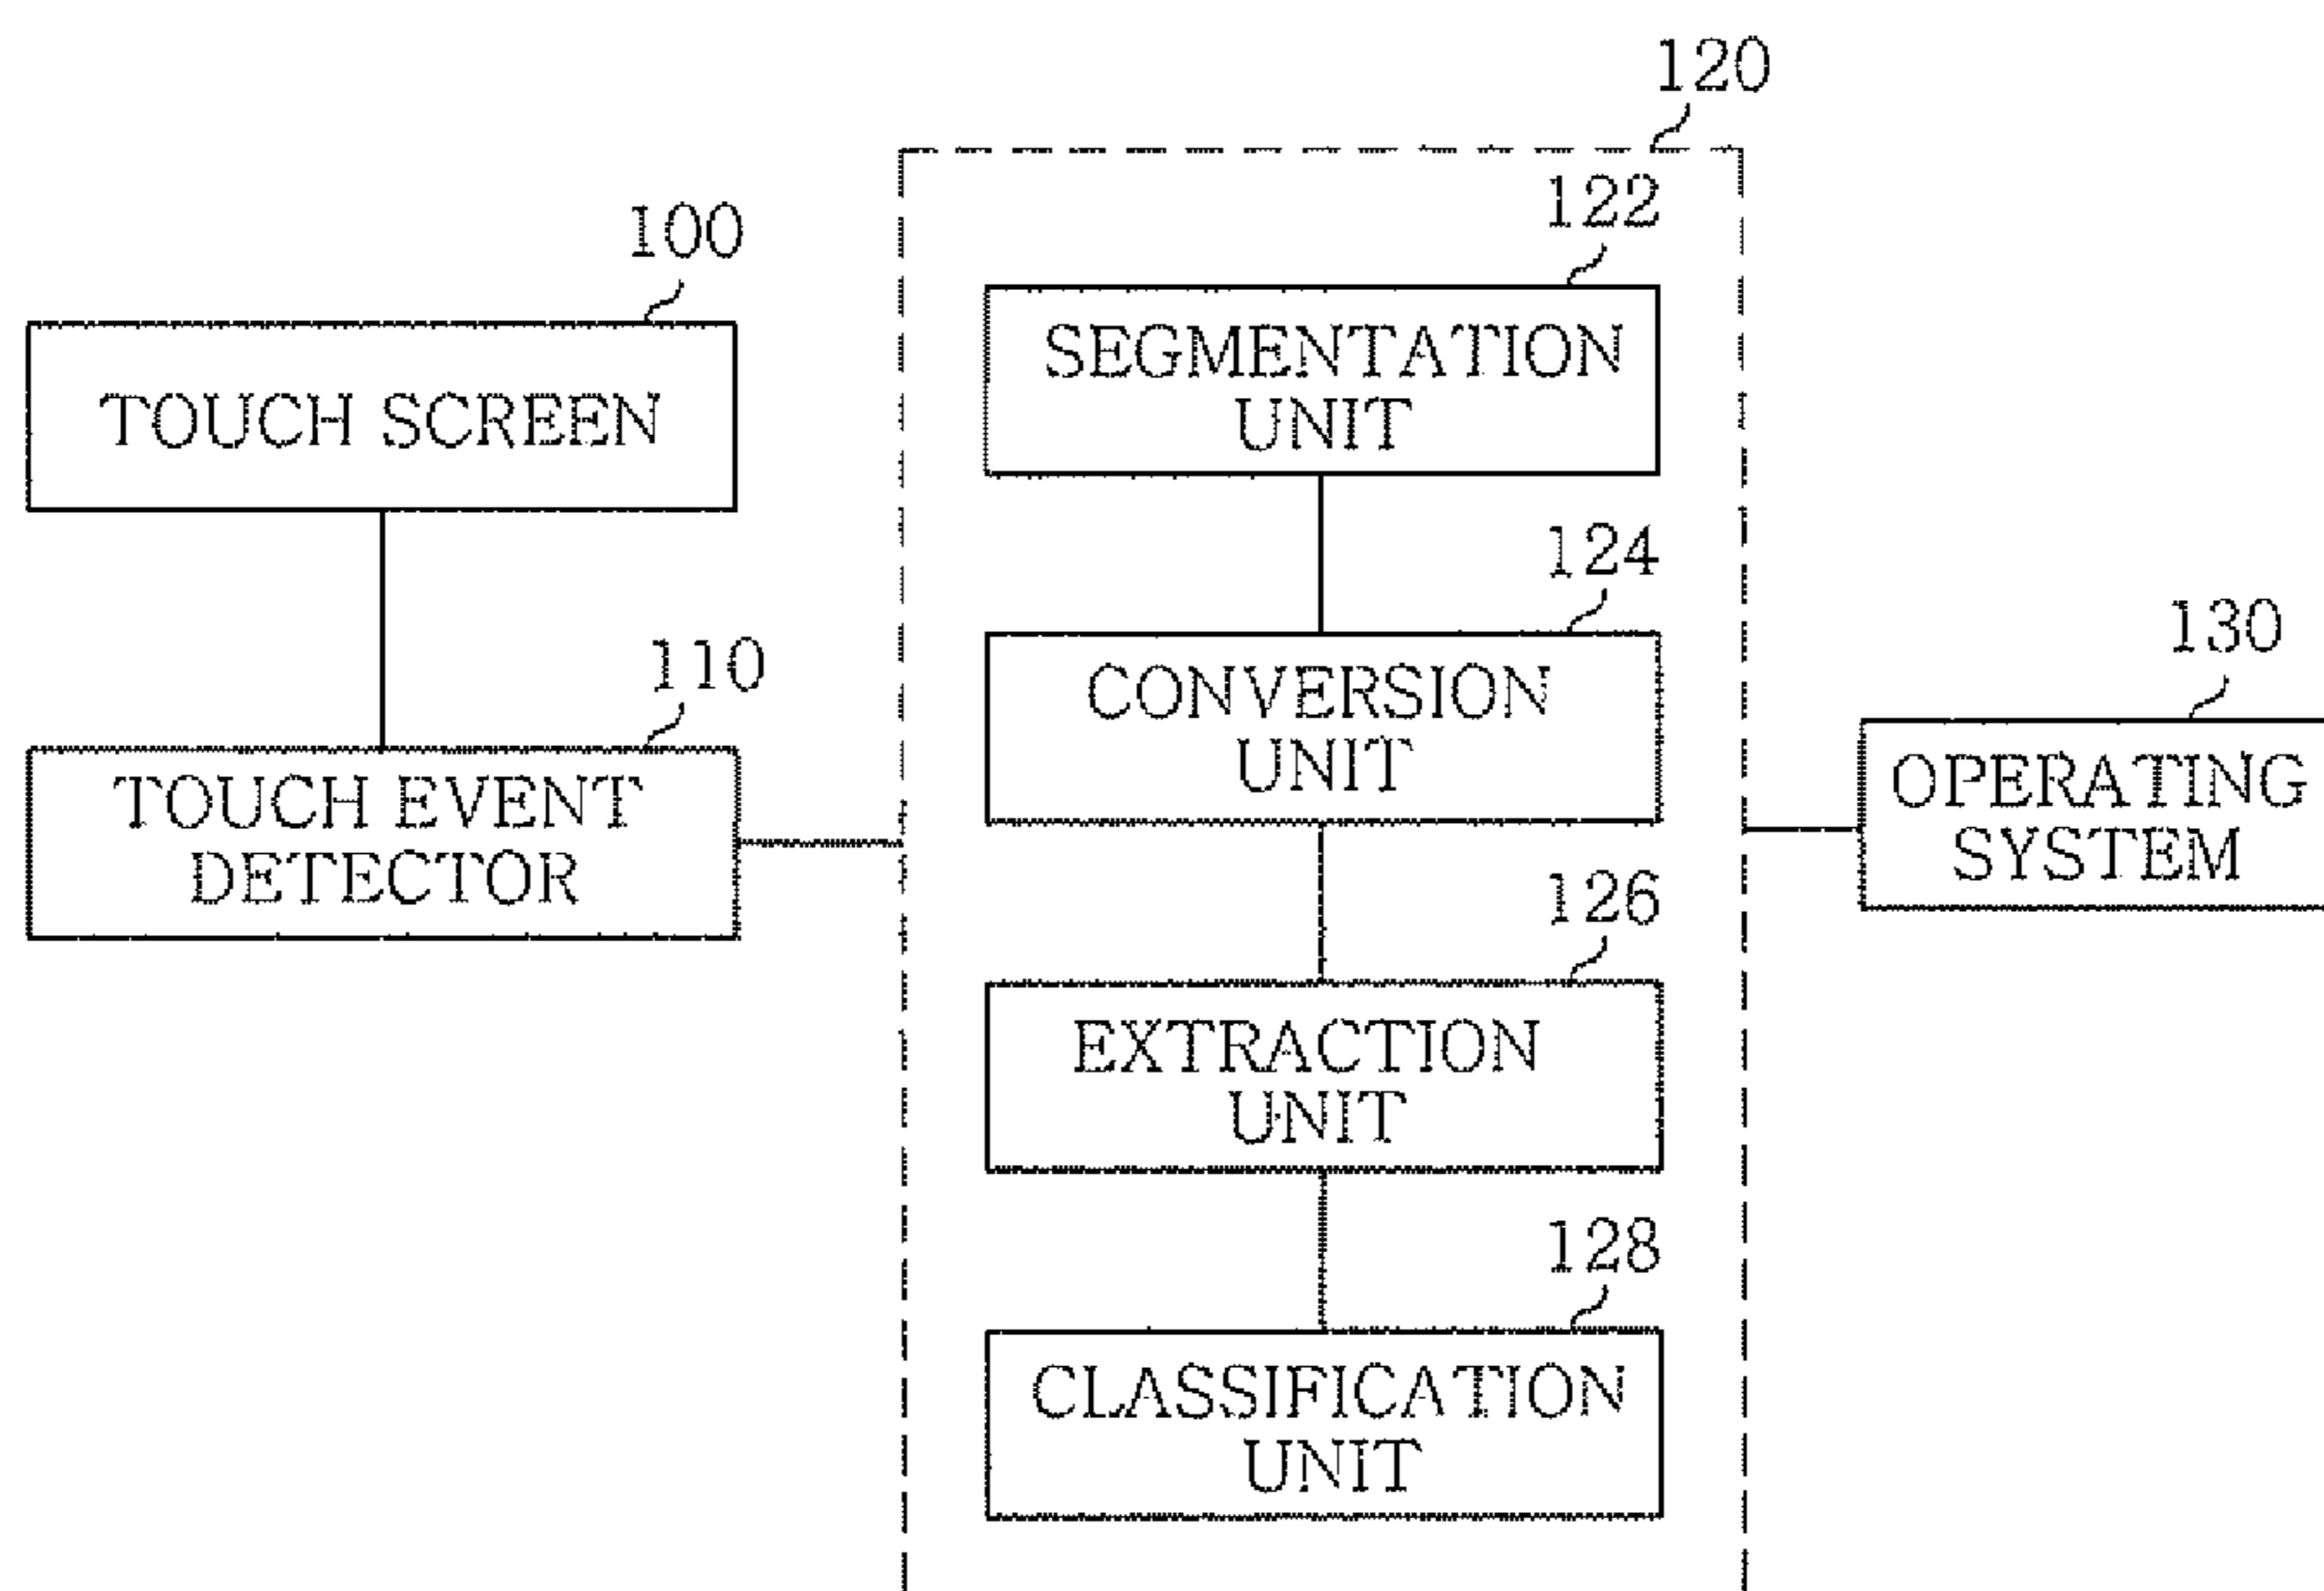 120
100
TOUCH SCREEN
110
TOUCH EVENT
DETECTOR
122
SEGMENTATION
UNIT
124
CONVERSION
UNIT
126
EXTRACTION
UNIT
128
CLASSIFICATION
UNIT
130
OPERATING
SYSTEM